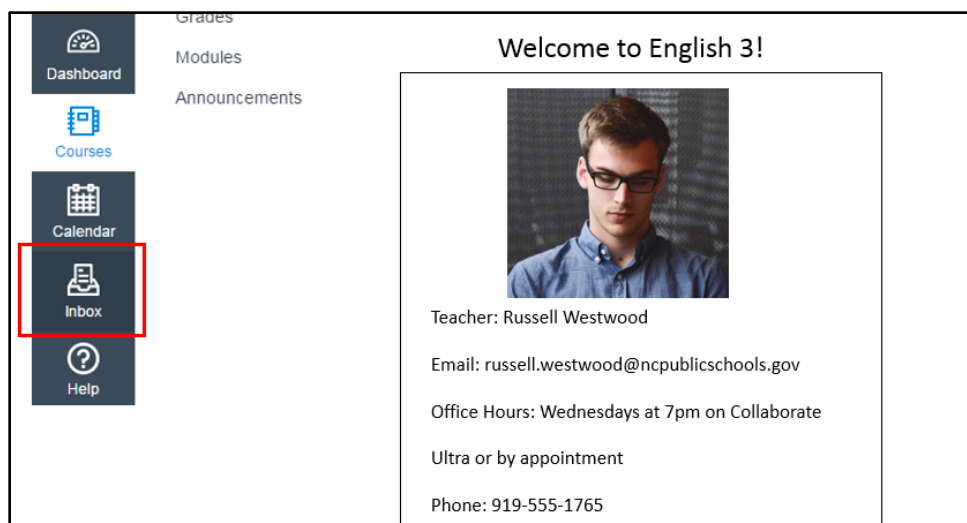 Grades
Dashboard
Modules
Announcements
Courses
Calendar
Inbox
Help
Welcome to English 3!
Teacher: Russell Westwood
Email: russell.westwood@ncpublicschools.gov
Office Hours: Wednesdays at 7pm on Collaborate
Ultra or by appointment
Phone: 919-555-1765